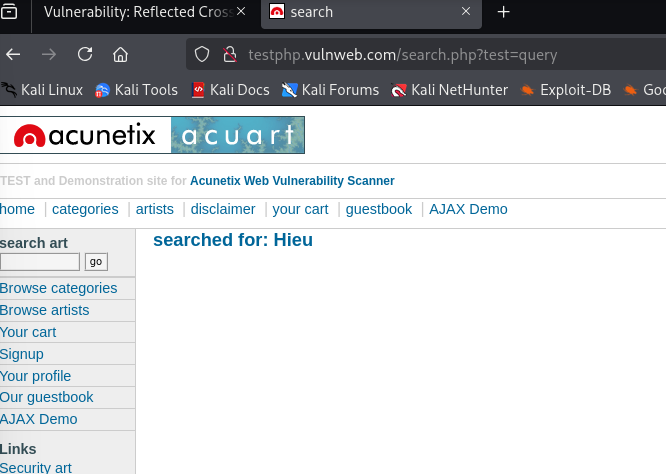 Vulnerability: Reflected Cross
search
testphp.vulnweb.com/search.php?test=query
Kali Linux Kali Tools Kali Docs Kali Forums Kali NetHunter Exploit-DB Goo
acunetix acuart
TEST and Demonstration site for Acunetix Web Vulnerability Scanner
home | categories | artists | disclaimer | your cart | guestbook | AJAX Demo
search art
go
searched for: Hieu
Browse categories
Browse artists
Your cart
Signup
Your profile
Our guestbook
AJAX Demo
Links
Security art